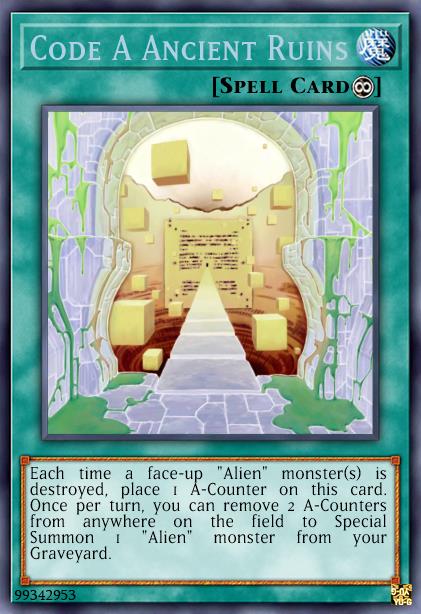 CODE A ANCIENT RUINS
魔
[SPELL CARD]
Each time a face-up "Alien" monster(s) is
destroyed, place 1 A-Counter on this card.
Once per turn, you can remove 2 A-Counters
from anywhere on the field to Special
Summon 1 "Alien" monster from your
Graveyard.
99342953